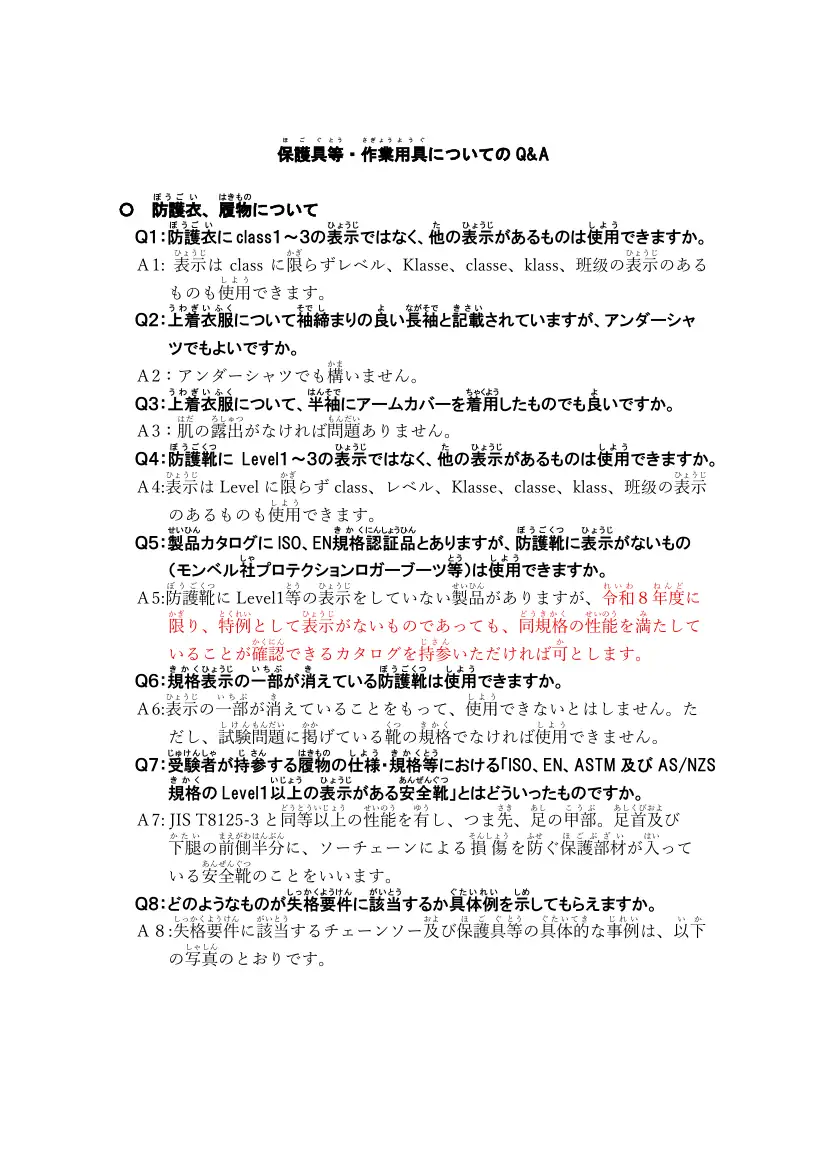 保護具等・作業用具についてのQ&A
○ 防護衣、履物について
Q1:防護衣にclass1～3の表示ではなく、他の表示があるものは使用できますか。
A1: 表示は class に限らずレベル、Klasse、classe、klass、班级の表示のある
ものも使用できます。
Q2:上着衣服について袖締まりの良い長袖と記載されていますが、アンダーシャ
ツでもよいですか。
A2：アンダーシャツでも構いません。
Q3:上着衣服について、半袖にアームカバーを着用したものでも良いですか。
A3：肌の露出がなければ問題ありません。
Q4:防護靴に Level1～3の表示ではなく、他の表示があるものは使用できますか。
A4:表示は Level に限らず class、レベル、Klasse、classe、klass、班级の表示
のあるものも使用できます。
Q5:製品カタログに ISO、EN規格認証品とありますが、防護靴に表示がないもの
（モンベル社プロテクションロガーブーツ等）は使用できますか。
A5:防護靴に Level1等の表示をしていない製品がありますが、令和８年度に
限り、特例として表示がないものであっても、同規格の性能を満たして
いることが確認できるカタログを持参いただければ可とします。
Q6:規格表示の一部が消えている防護靴は使用できますか。
A6:表示の一部が消えていることをもって、使用できないとはしません。た
だし、試験問題に掲げている靴の規格でなければ使用できません。
Q7:受験者が持参する履物の仕様・規格等における「ISO、EN、ASTM 及び AS/NZS
規格の Level1以上の表示がある安全靴」とはどういったものですか。
A7: JIS T8125-3 と同等以上の性能を有し、つま先、足の甲部。足首及び
下腿の前側半分に、ソーチェーンによる損傷を防ぐ保護部材が入って
いる安全靴のことをいいます。
Q8:どのようなものが失格要件に該当するか具体例を示してもらえますか。
A８:失格要件に該当するチェーンソー及び保護具等の具体的な事例は、以下
の写真のとおりです。